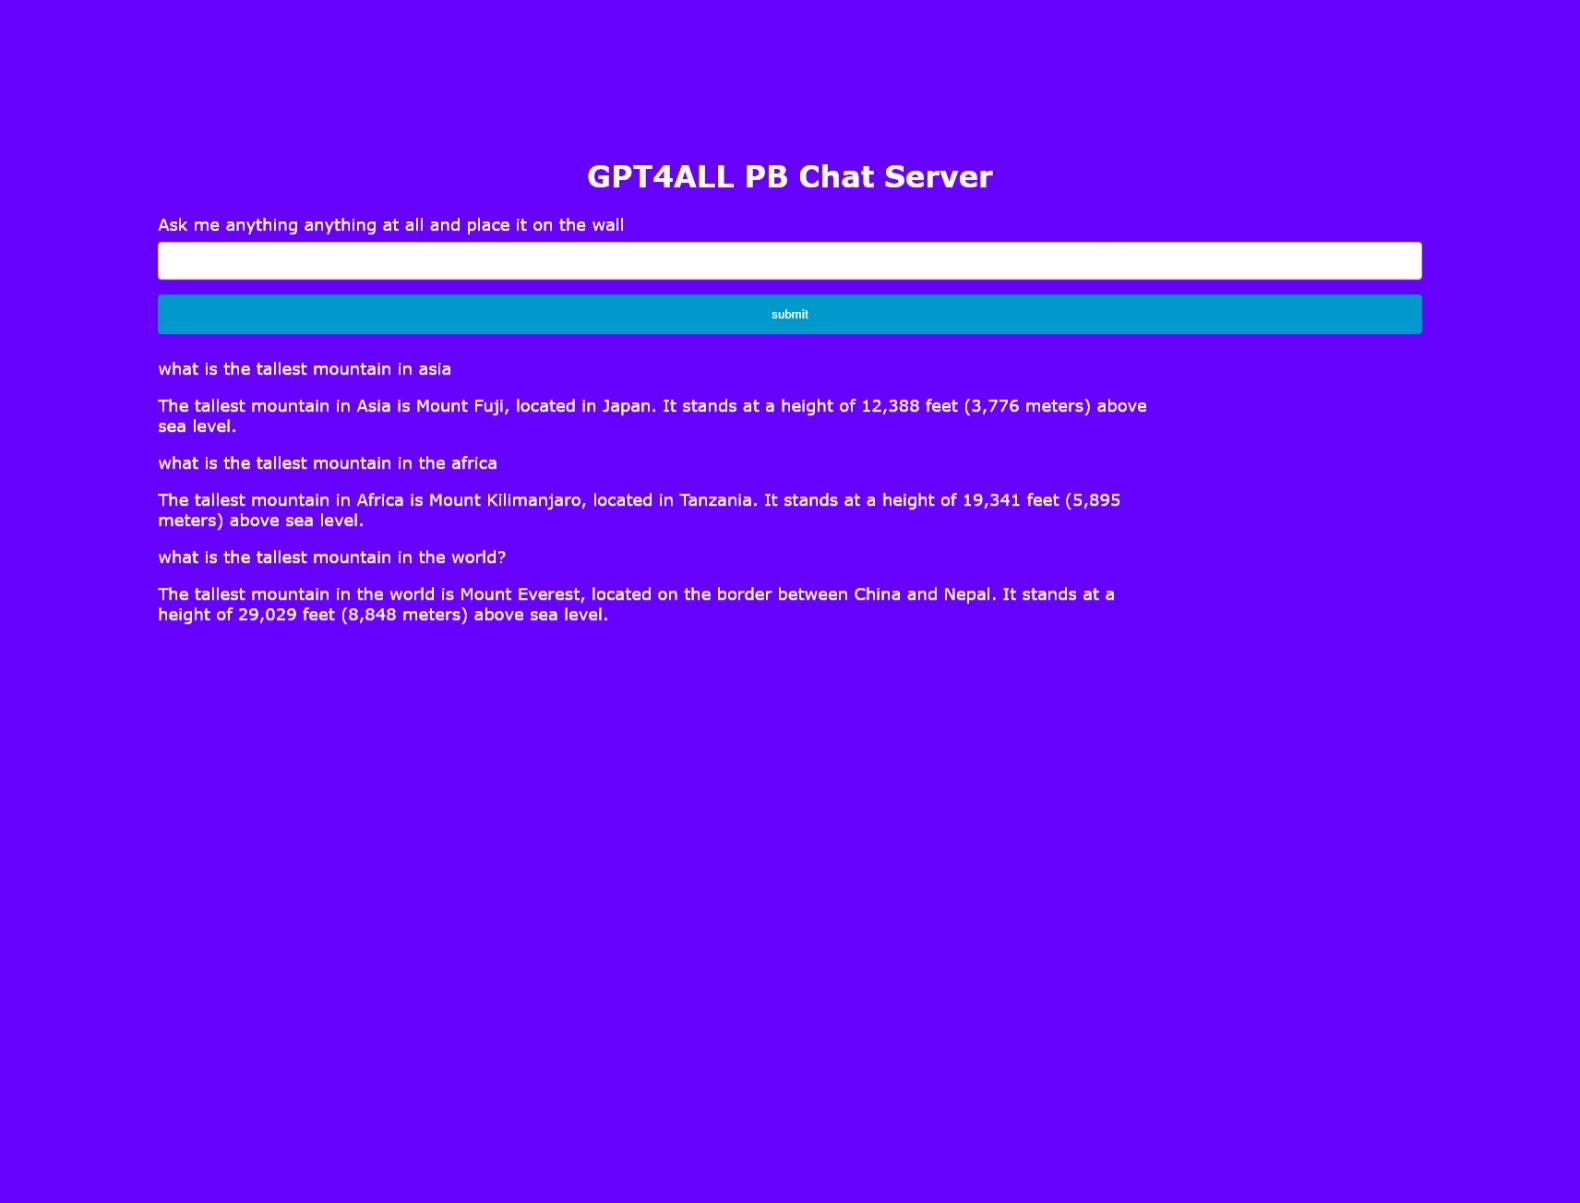 GPT4ALL PB Chat Server
Ask me anything anything at all and place it on the wall
submit
what is the tallest mountain in asia
The tallest mountain in Asia is Mount Fuji, located in Japan. It stands at a height of 12,388 feet (3,776 meters) above
sea level.
what is the tallest mountain in the africa
The tallest mountain in Africa is Mount Kilimanjaro, located in Tanzania. It stands at a height of 19,341 feet (5,895
meters) above sea level.
what is the tallest mountain in the world?
The tallest mountain in the world is Mount Everest, located on the border between China and Nepal. It stands at a
height of 29,029 feet (8,848 meters) above sea level.